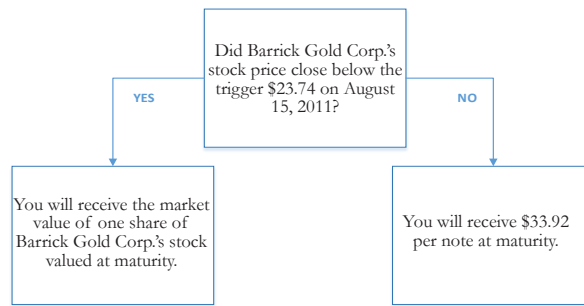 Did Barrick Gold Corp.'s
stock price close below the
trigger $23.74 on August
15, 2011?
YES
NO
You will receive the market
value of one share of
Barrick Gold Corp.'s stock
valued at maturity.
You will receive $33.92
per note at maturity.